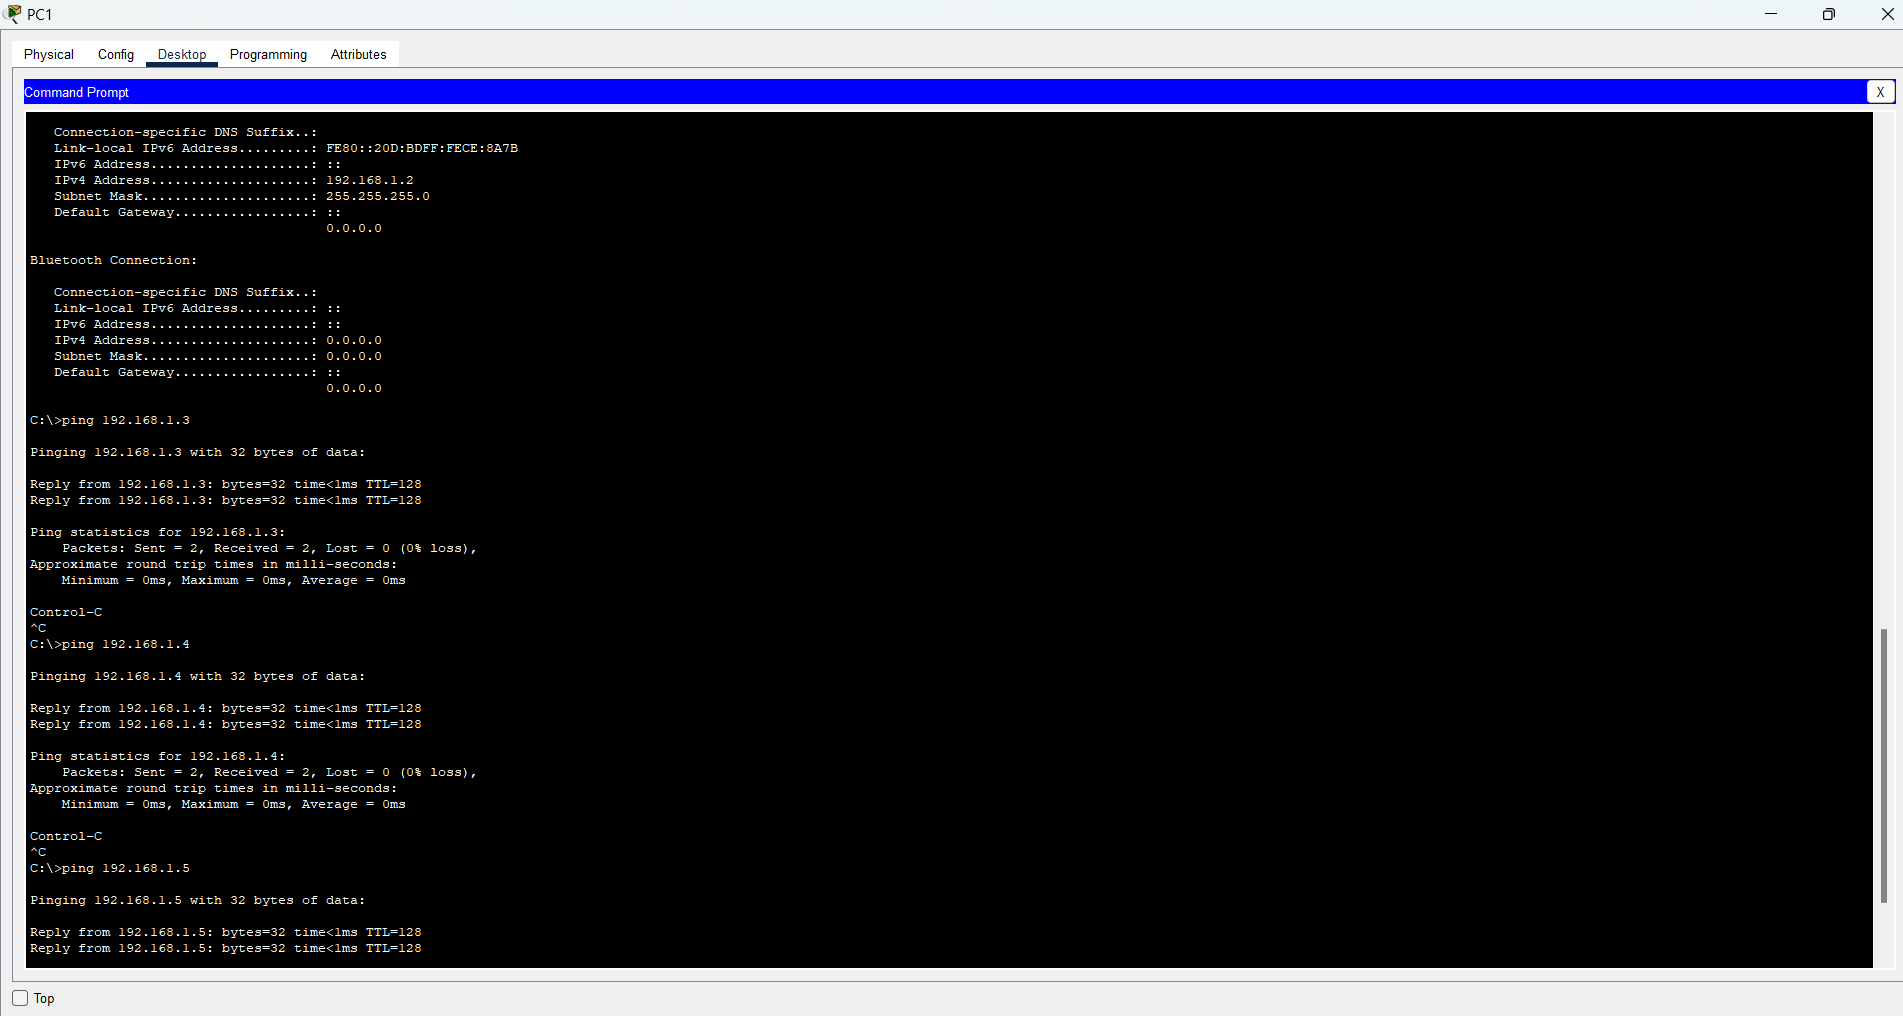 PC1
Physical Config Desktop Programming Attributes
Command Prompt
X
Connection-specific DNS Suffix..:
Link-local IPv6 Address.........: FE80::20D:BDFF:FECE:8A7B
IPv6 Address....................: ::
IPv4 Address....................: 192.168.1.2
Subnet Mask.....................: 255.255.255.0
Default Gateway.................: ::
0.0.0.0
Bluetooth Connection:
Connection-specific DNS Suffix..:
Link-local IPv6 Address.........: ::
IPv6 Address....................: ::
IPv4 Address....................: 0.0.0.0
Subnet Mask.....................: 0.0.0.0
Default Gateway.................: ::
0.0.0.0
C:\>ping 192.168.1.3
Pinging 192.168.1.3 with 32 bytes of data:
Reply from 192.168.1.3: bytes=32 time<1ms TTL=128
Reply from 192.168.1.3: bytes=32 time<1ms TTL=128
Ping statistics for 192.168.1.3:
Packets: Sent = 2, Received = 2, Lost = 0 (0% loss),
Approximate round trip times in milli-seconds:
Minimum = 0ms, Maximum = 0ms, Average = 0ms
Control-C
^C
C:\>ping 192.168.1.4
Pinging 192.168.1.4 with 32 bytes of data:
Reply from 192.168.1.4: bytes=32 time<1ms TTL=128
Reply from 192.168.1.4: bytes=32 time<1ms TTL=128
Ping statistics for 192.168.1.4:
Packets: Sent = 2, Received = 2, Lost = 0 (0% loss),
Approximate round trip times in milli-seconds:
Minimum = 0ms, Maximum = 0ms, Average = 0ms
Control-C
^C
C:\>ping 192.168.1.5
Pinging 192.168.1.5 with 32 bytes of data:
Reply from 192.168.1.5: bytes=32 time<1ms TTL=128
Reply from 192.168.1.5: bytes=32 time<1ms TTL=128
Top